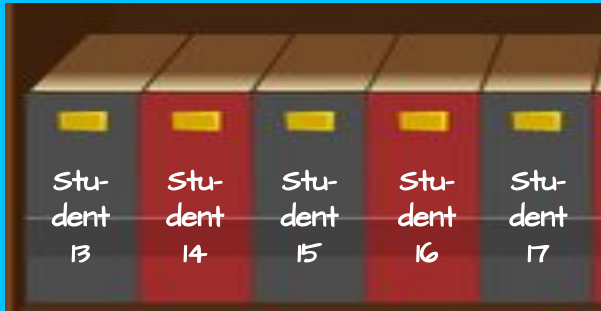 Stu-
dent
13
Stu-
dent
14
Stu-
dent
15
Stu-
dent
16
Stu-
dent
17